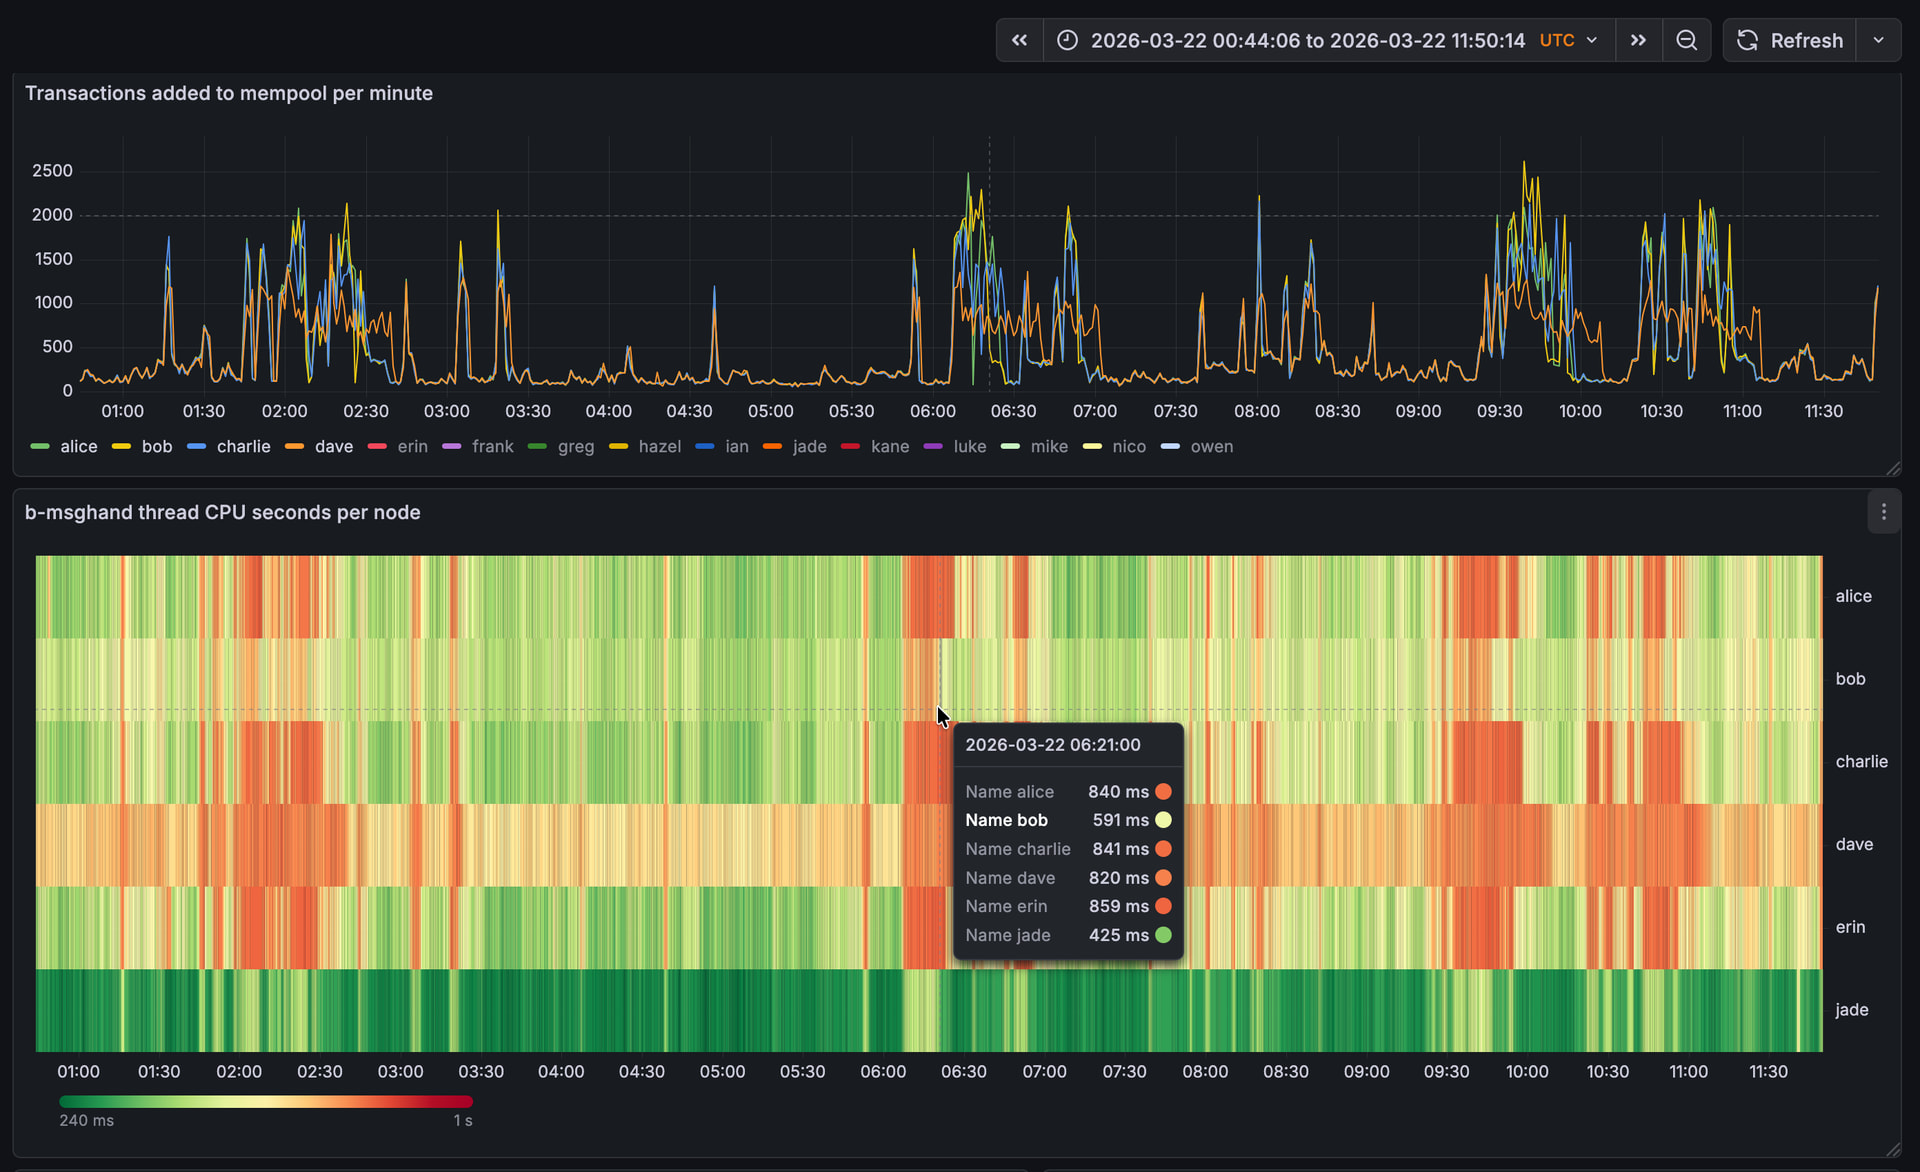 2026-03-22 00:44:06 to 2026-03-22 11:50:14 UTC
Refresh
Transactions added to mempool per minute
2500
2000
1500
1000
500
0
01:00 01:30 02:00 02:30 03:00 03:30 04:00 04:30 05:00 05:30 06:00 06:30 07:00 07:30 08:00 08:30 09:00 09:30 10:00 10:30 11:00 11:30
alice bob charlie dave erin frank greg hazel ian jade kane luke mike nico owen
b-msghand thread CPU seconds per node
alice
bob
charlie
dave
erin
jade
2026-03-22 06:21:00
Name alice 840 ms
Name bob 591 ms
Name charlie 841 ms
Name dave 820 ms
Name erin 859 ms
Name jade 425 ms
01:00 01:30 02:00 02:30 03:00 03:30 04:00 04:30 05:00 05:30 06:00 06:30 07:00 07:30 08:00 08:30 09:00 09:30 10:00 10:30 11:00 11:30
240 ms 1 s